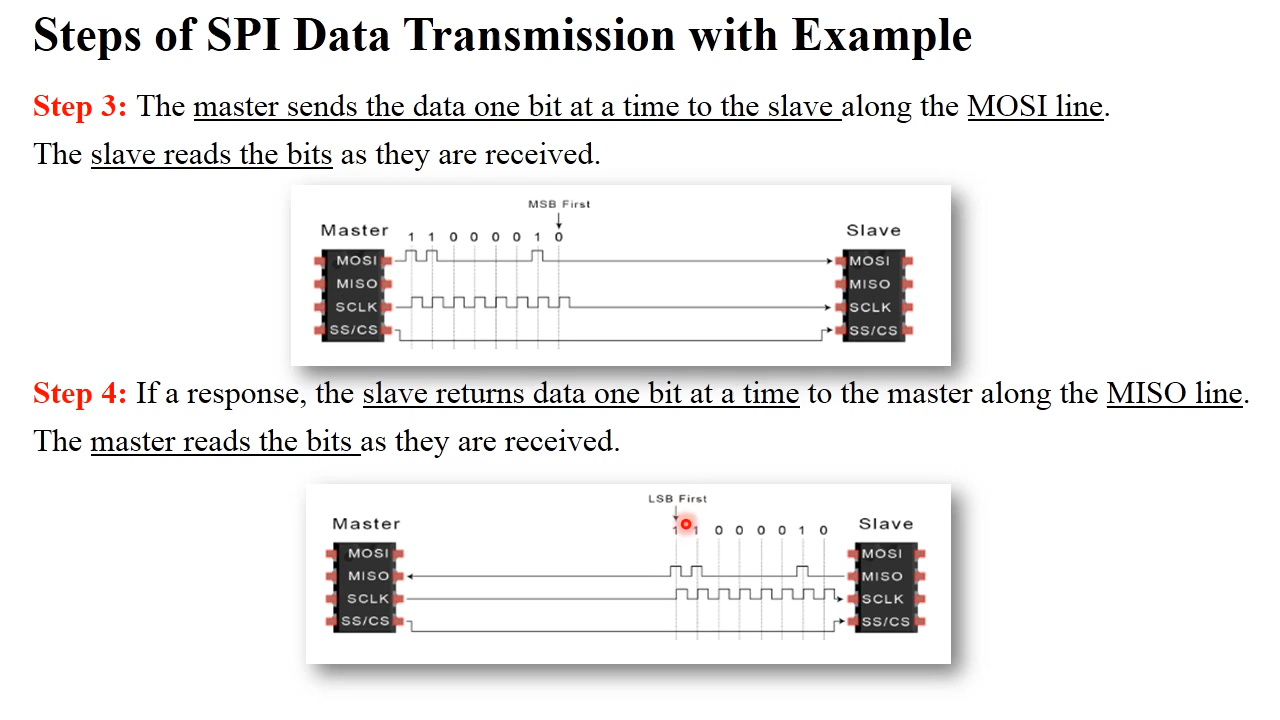 Steps of SPI Data Transmission with Example
Step 3: The master sends the data one bit at a time to the slave along the MOSI line.
The slave reads the bits as they are received.
MSB First
Master
Slave
1 1 0 0 0 0 1 0
MOSI
MISO
SCLK
SS/CS
MOSI
MISO
SCLK
SS/CS
Step 4: If a response, the slave returns data one bit at a time to the master along the MISO line.
The master reads the bits as they are received.
LSB First
Master
Slave
1 1 0 0 0 0 1 0
MOSI
MISO
SCLK
SS/CS
MOSI
MISO
SCLK
SS/CS